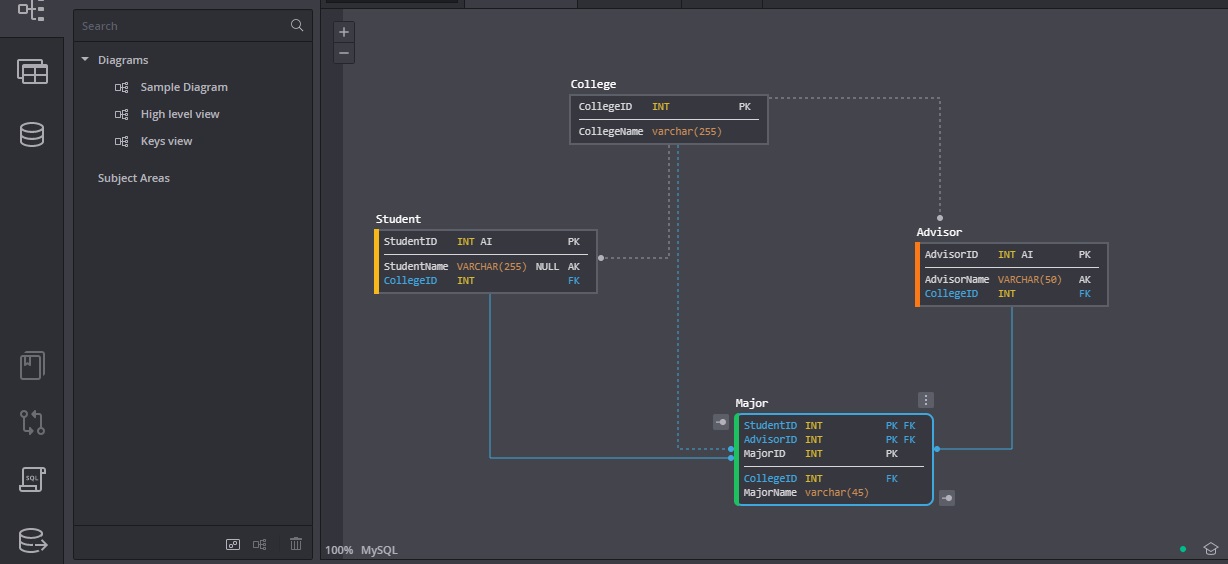 Search
Diagrams
Sample Diagram
High level view
Keys view
Subject Areas
SQL
+
−
College
CollegeID INT PK
CollegeName varchar(255)
Student
StudentID INT AI PK
StudentName VARCHAR(255) NULL AK
CollegeID INT FK
Advisor
AdvisorID INT AI PK
AdvisorName VARCHAR(50) AK
CollegeID INT FK
Major
StudentID INT PK FK
AdvisorID INT PK FK
MajorID INT PK
CollegeID INT FK
MajorName varchar(45)
100% MySQL